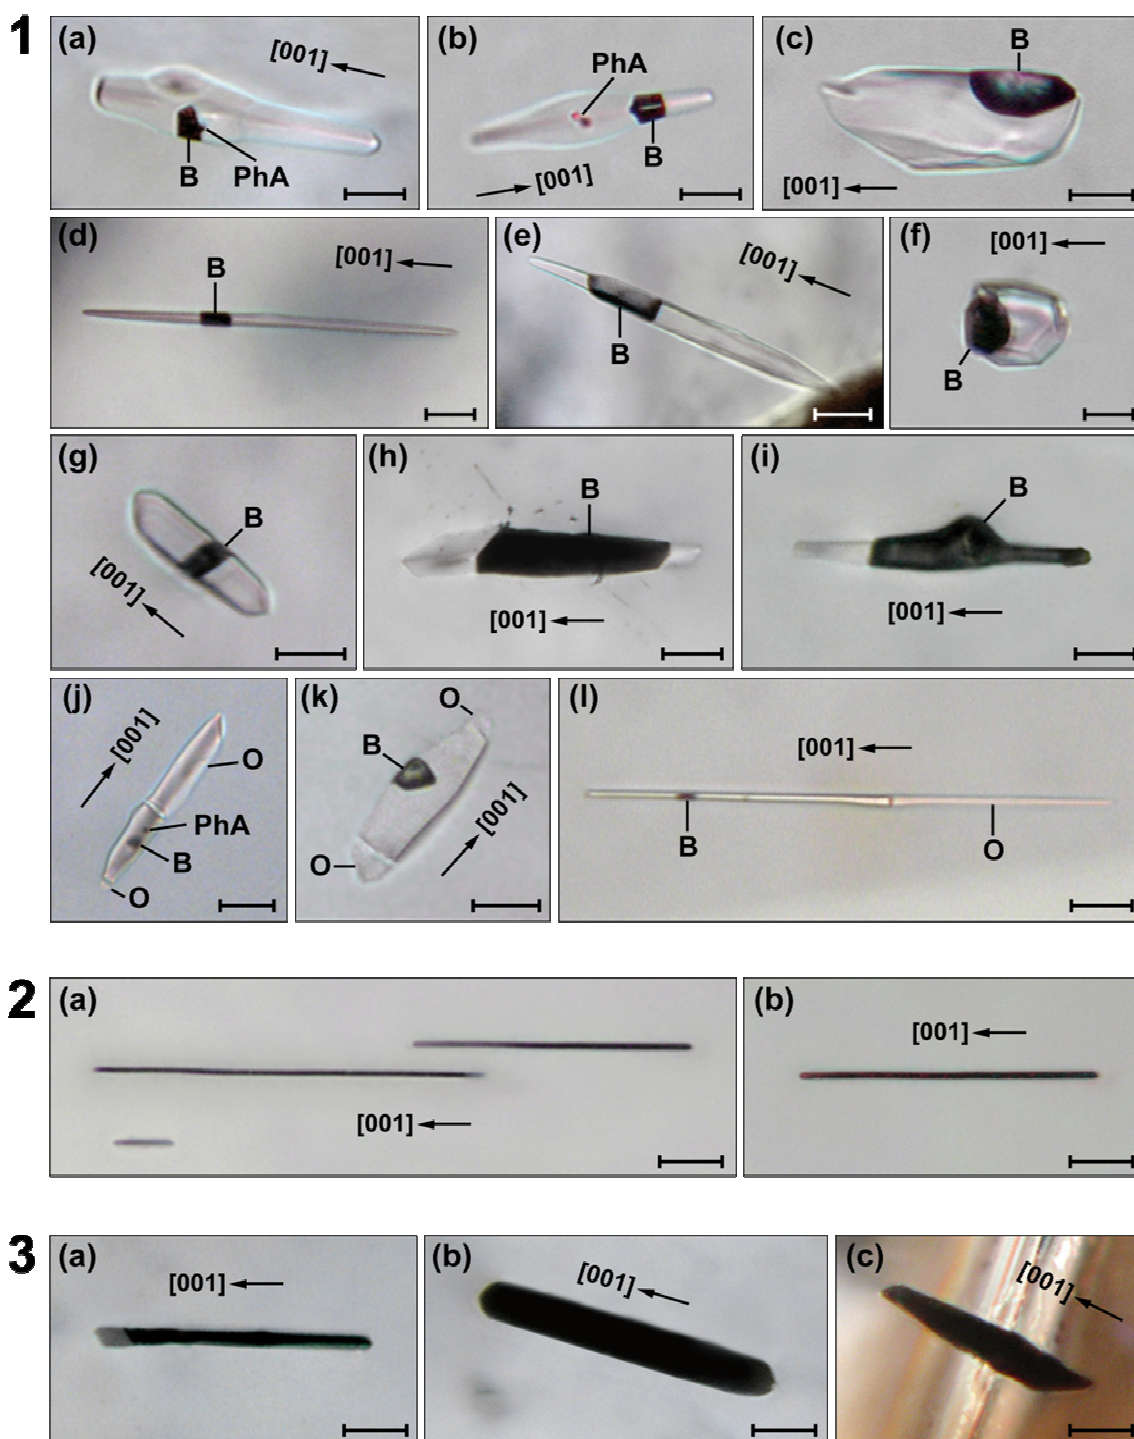 1
(a) [001] B PhA
(b) PhA B [001]
(c) B [001]
(d) B [001]
(e) [001] B
(f) [001] B
(g) B [001]
(h) B [001]
(i) B [001]
(j) [001] O PhA B O
(k) O B [001] O
(l) [001] B O
2
(a) [001]
(b) [001]
3
(a) [001]
(b) [001]
(c) [001]